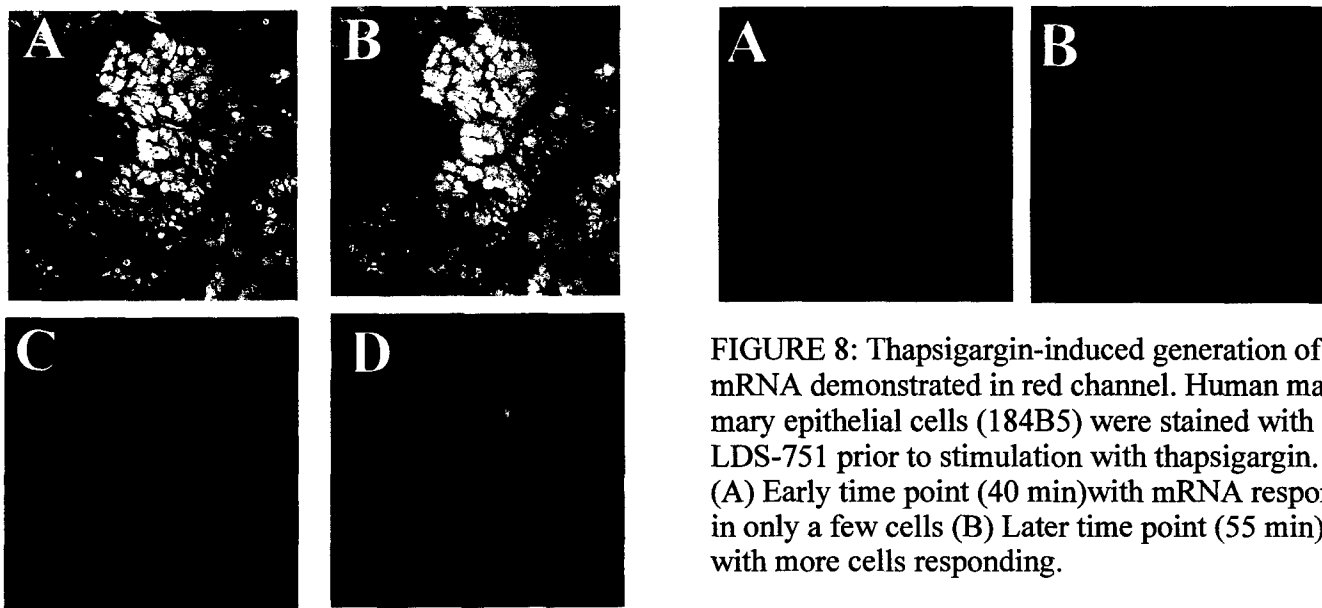 A
B
C
D
A
B
FIGURE 8: Thapsigargin-induced generation of
mRNA demonstrated in red channel. Human ma
mary epithelial cells (184B5) were stained with
LDS-751 prior to stimulation with thapsigargin.
(A) Early time point (40 min)with mRNA respo
in only a few cells (B) Later time point (55 min)
with more cells responding.